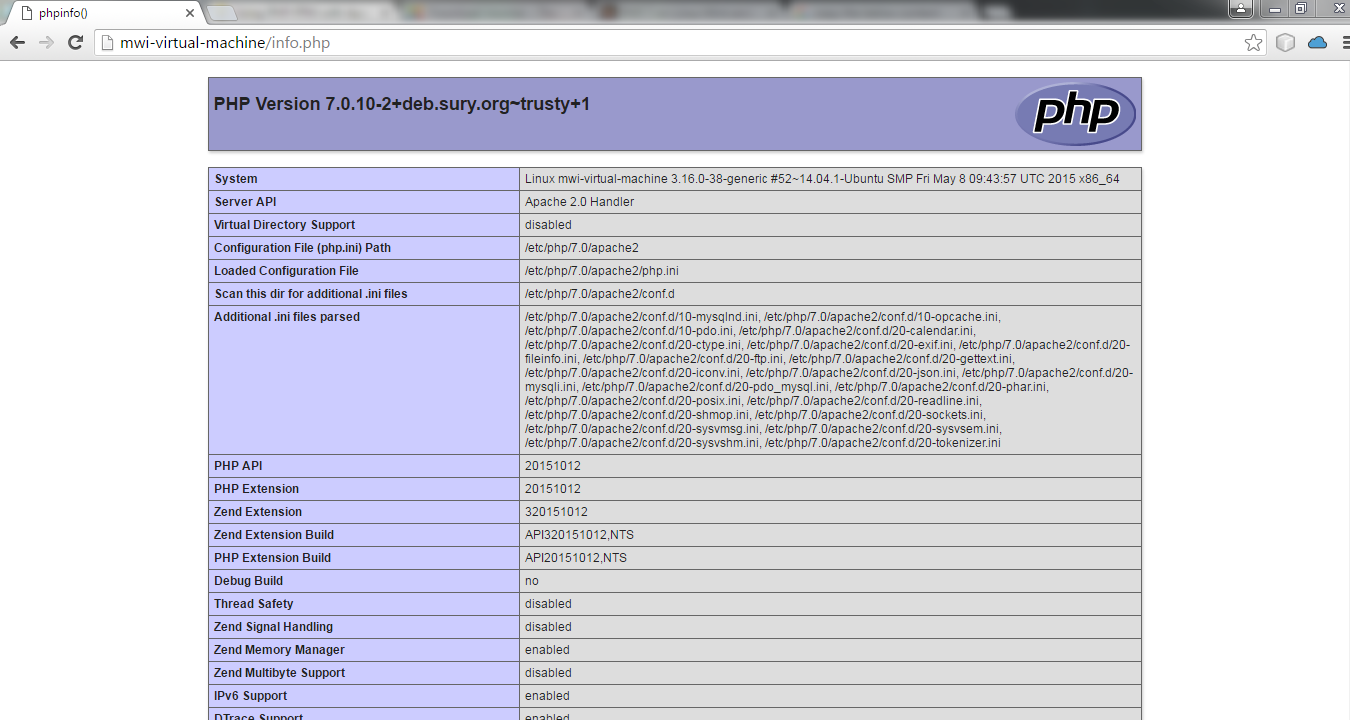 phpinfo()
mwi-virtual-machine/info.php
PHP Version 7.0.10-2+deb.sury.org~trusty+1
php
System Linux mwi-virtual-machine 3.16.0-38-generic #52~14.04.1-Ubuntu SMP Fri May 8 09:43:57 UTC 2015 x86_64
Server API Apache 2.0 Handler
Virtual Directory Support disabled
Configuration File (php.ini) Path /etc/php/7.0/apache2
Loaded Configuration File /etc/php/7.0/apache2/php.ini
Scan this dir for additional .ini files /etc/php/7.0/apache2/conf.d
Additional .ini files parsed /etc/php/7.0/apache2/conf.d/10-mysqlnd.ini, /etc/php/7.0/apache2/conf.d/10-opcache.ini,
/etc/php/7.0/apache2/conf.d/10-pdo.ini, /etc/php/7.0/apache2/conf.d/20-calendar.ini,
/etc/php/7.0/apache2/conf.d/20-ctype.ini, /etc/php/7.0/apache2/conf.d/20-exif.ini, /etc/php/7.0/apache2/conf.d/20-
fileinfo.ini, /etc/php/7.0/apache2/conf.d/20-ftp.ini, /etc/php/7.0/apache2/conf.d/20-gettext.ini,
/etc/php/7.0/apache2/conf.d/20-iconv.ini, /etc/php/7.0/apache2/conf.d/20-json.ini, /etc/php/7.0/apache2/conf.d/20-
mysqli.ini, /etc/php/7.0/apache2/conf.d/20-pdo_mysql.ini, /etc/php/7.0/apache2/conf.d/20-phar.ini,
/etc/php/7.0/apache2/conf.d/20-posix.ini, /etc/php/7.0/apache2/conf.d/20-readline.ini,
/etc/php/7.0/apache2/conf.d/20-shmop.ini, /etc/php/7.0/apache2/conf.d/20-sockets.ini,
/etc/php/7.0/apache2/conf.d/20-sysvmsg.ini, /etc/php/7.0/apache2/conf.d/20-sysvsem.ini,
/etc/php/7.0/apache2/conf.d/20-sysvshm.ini, /etc/php/7.0/apache2/conf.d/20-tokenizer.ini
PHP API 20151012
PHP Extension 20151012
Zend Extension 320151012
Zend Extension Build API320151012,NTS
PHP Extension Build API20151012,NTS
Debug Build no
Thread Safety disabled
Zend Signal Handling disabled
Zend Memory Manager enabled
Zend Multibyte Support disabled
IPv6 Support enabled
DTrace Support enabled